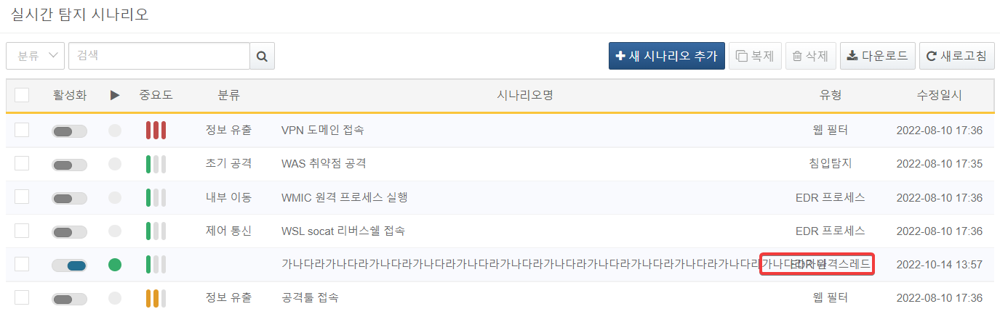 실시간 탐지 시나리오
분류 검색 새 시나리오 추가 복제 삭제 다운로드 새로고침
활성화 중요도 분류 시나리오명 유형 수정일시
정보 유출 VPN 도메인 접속 웹 필터 2022-08-10 17:36
초기 공격 WAS 취약점 공격 침입탐지 2022-08-10 17:35
내부 이동 WMIC 원격 프로세스 실행 EDR 프로세스 2022-08-10 17:36
제어 통신 WSL socat 리버스쉘 접속 EDR 프로세스 2022-08-10 17:36
가나다라가나다라가나다라가나다라가나다라가나다라가나다라가나다라가나다라가나다라가나다라 EDR 원격스레드 2022-10-14 13:57
정보 유출 공격툴 접속 웹 필터 2022-08-10 17:36